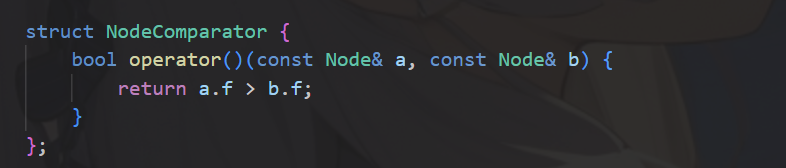 struct NodeComparator {
    bool operator()(const Node& a, const Node& b) {
        return a.f > b.f;
    }
};